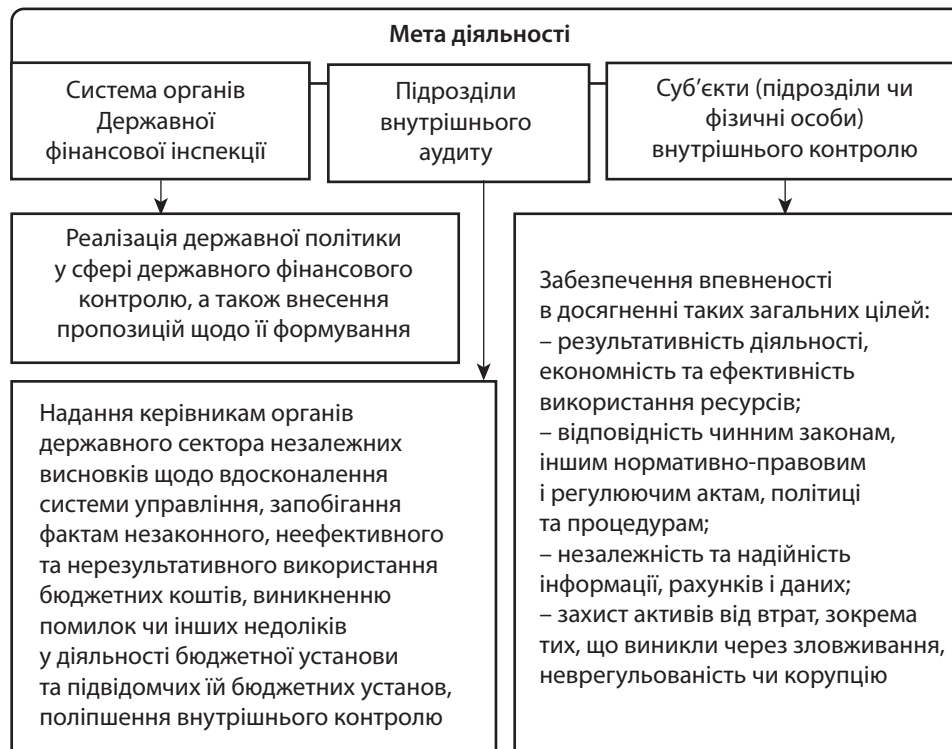 Мета діяльності
Система органів
Державної
фінансової інспекції
Підрозділи
внутрішнього
аудиту
Суб’єкти (підрозділи чи
фізичні особи)
внутрішнього контролю
Реалізація державної політики
у сфері державного фінансового
контролю, а також внесення
пропозицій щодо її формування
Надання керівникам органів
державного сектора незалежних
висновків щодо вдосконалення
системи управління, запобігання
фактам незаконного, неефективного
та нерезультативного використання
бюджетних коштів, виникненню
помилок чи інших недоліків
у діяльності бюджетної установи
та підвідомчих їй бюджетних установ,
поліпшення внутрішнього контролю
Забезпечення впевненості
в досягненні таких загальних цілей:
– результативність діяльності,
економність та ефективність
використання ресурсів;
– відповідність чинним законам,
іншим нормативно-правовим
і регулюючим актам, політиці
та процедурам;
– незалежність та надійність
інформації, рахунків і даних;
– захист активів від втрат, зокрема
тих, що виникли через зловживання,
неврегульованість чи корупцію